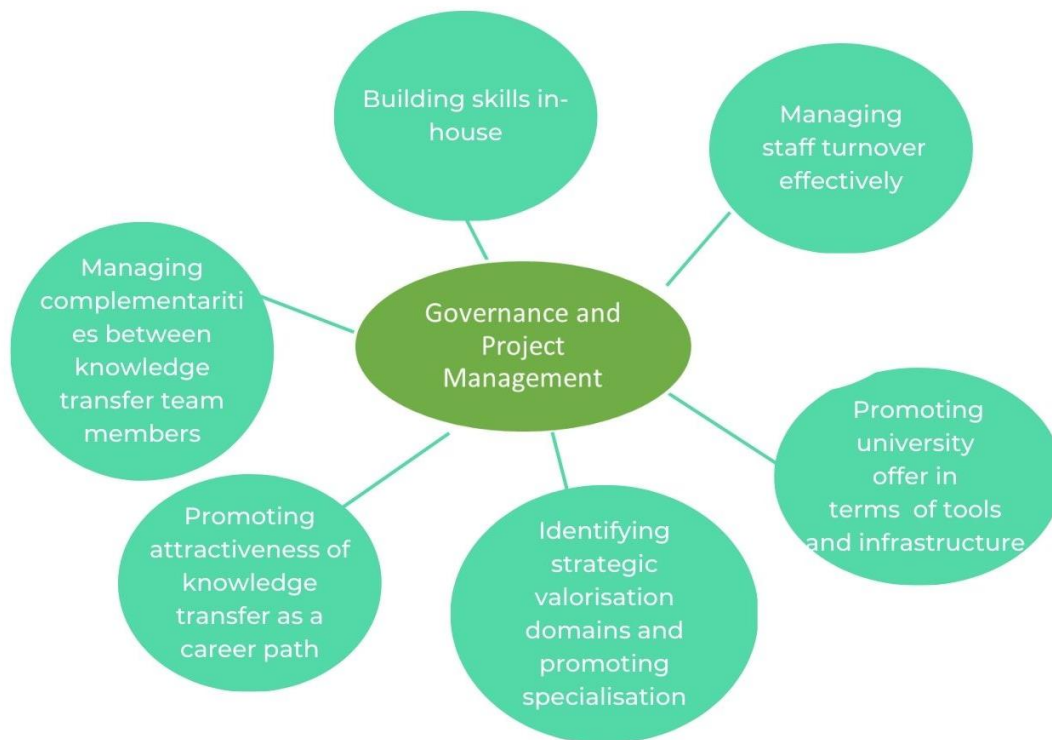 Building skills in-
house
Managing
staff turnover
effectively
Governance and
Project
Management
Managing
complementariti
es between
knowledge
transfer team
members
Promoting
university
offer in
terms of tools
and infrastructure
Promoting
attractiveness of
knowledge
transfer as a
career path
Identifying
strategic
valorisation
domains and
promoting
specialisation